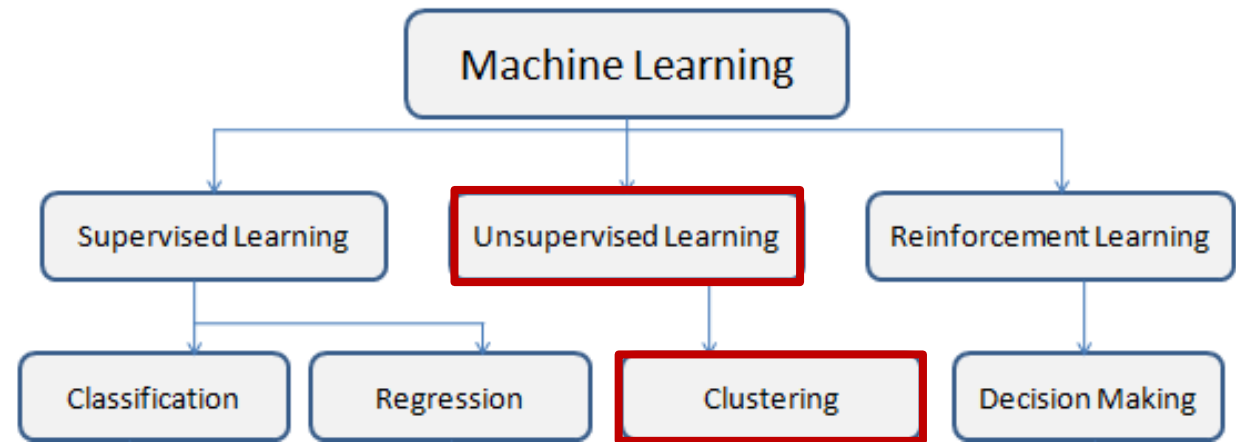 Machine Learning
Supervised Learning
Unsupervised Learning
Reinforcement Learning
Classification
Regression
Clustering
Decision Making